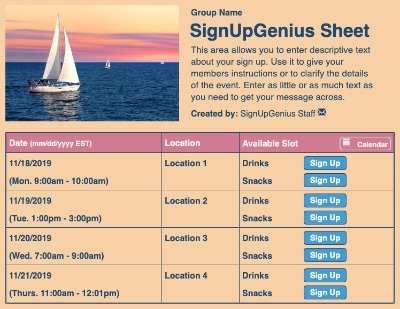 Group Name
SignUpGenius Sheet
This area allows you to enter descriptive text
about your sign up. Use it to give your
members instructions or to clarify the details
of the event. Enter as little or as much text as
you need to get your message across.
Created by: SignUpGenius Staff
Date (mm/dd/yyyy EST) Location Available Slot Calendar
11/18/2019 Location 1 Drinks Sign Up
(Mon. 9:00am - 10:00am) Snacks Sign Up
11/19/2019 Location 2 Drinks Sign Up
(Tue. 1:00pm - 3:00pm) Snacks Sign Up
11/20/2019 Location 3 Drinks Sign Up
(Wed. 7:00am - 9:00am) Snacks Sign Up
11/21/2019 Location 4 Drinks Sign Up
(Thurs. 11:00am - 12:01pm) Snacks Sign Up